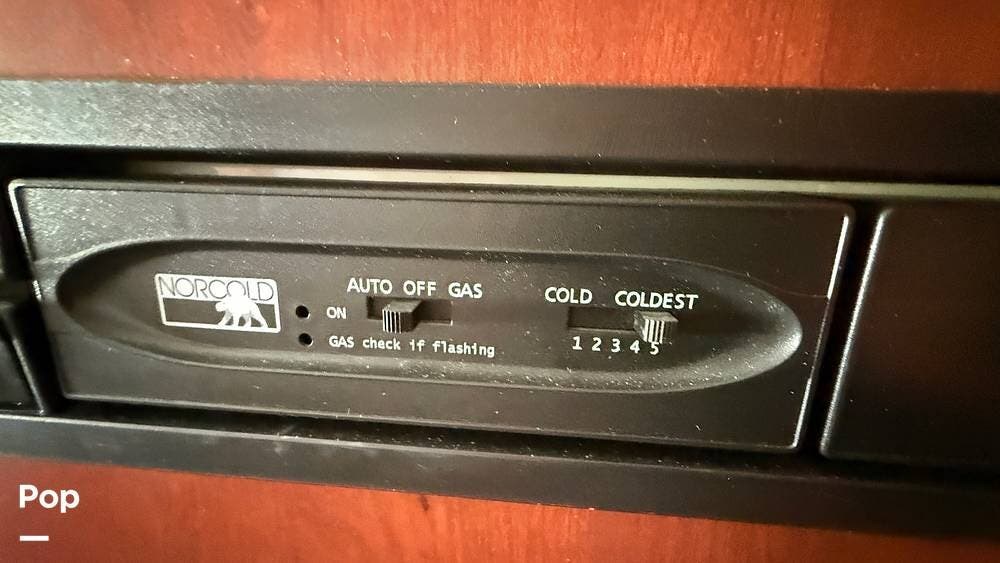 NORCOLD
AUTO OFF GAS
ON
GAS check if flashing
COLD COLDEST
1 2 3 4 5
Pop